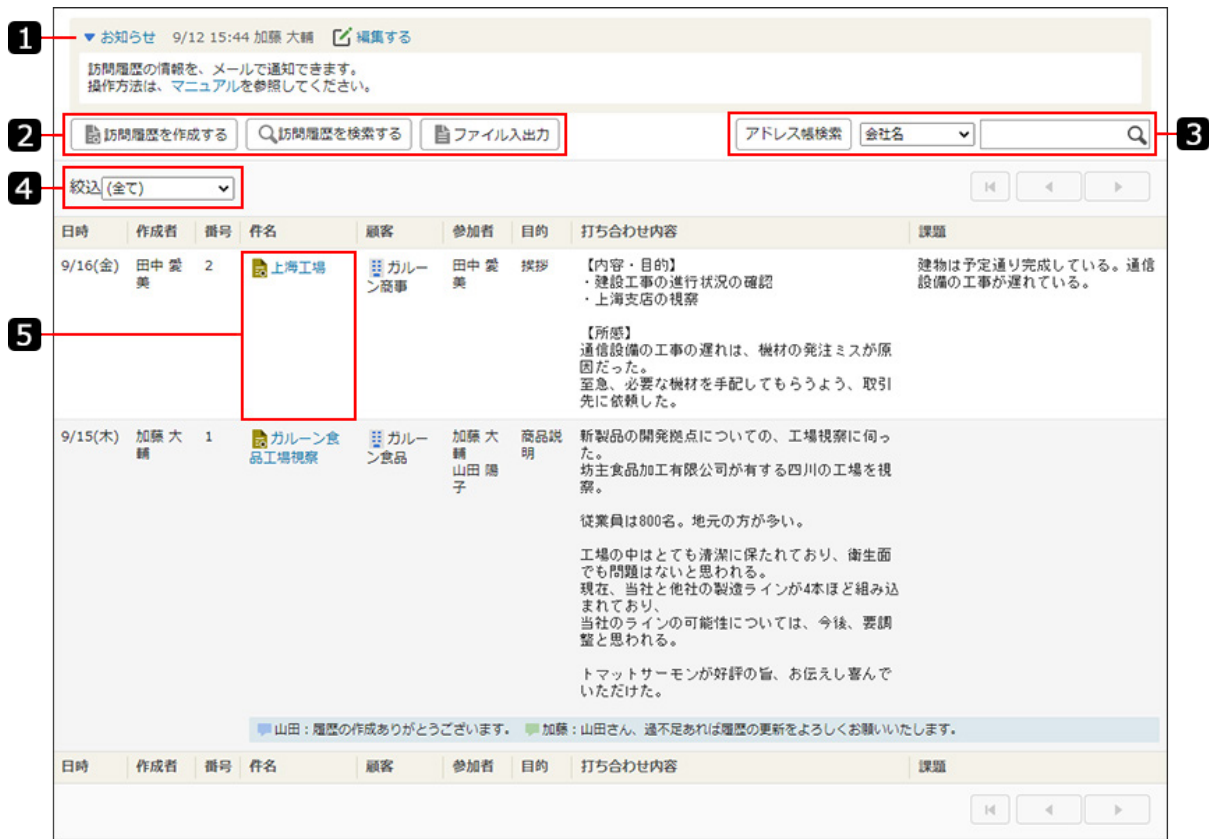 1
▼ お知らせ 9/12 15:44 加藤 大輔 編集する
訪問履歴の情報を、メールで通知できます。
操作方法は、マニュアルを参照してください。
2
訪問履歴を作成する 訪問履歴を検索する ファイル入出力
アドレス帳検索 会社名
3
4
絞込 (全て)
日時 作成者 番号 件名 顧客 参加者 目的 打ち合わせ内容 課題
9/16(金)
田中 愛
美
2
上海工場
ガルー
ン商事
田中 愛
美
挨拶
【内容・目的】
・建設工事の進行状況の確認
・上海支店の視察
【所感】
通信設備の工事の遅れは、機材の発注ミスが原
因だった。
至急、必要な機材を手配してもらうよう、取引
先に依頼した。
建物は予定通り完成している。通信
設備の工事が遅れている。
5
9/15(木)
加藤 大
輔
1
ガルーン食
品工場視察
ガルー
ン食品
加藤 大
輔
山田 陽
子
商品説
明
新製品の開発拠点についての、工場視察に伺っ
た。
坊主食品加工有限公司が有する四川の工場を視
察。
従業員は800名。地元の方が多い。
工場の中はとても清潔に保たれており、衛生面
でも問題はないと思われる。
現在、当社と他社の製造ラインが4本ほど組み込
まれており、
当社のラインの可能性については、今後、要調
整と思われる。
トマットサーモンが好評の旨、お伝えし喜んで
いただけた。
山田：履歴の作成ありがとうございます。 加藤：山田さん、過不足あれば履歴の更新をよろしくお願いいたします。
日時 作成者 番号 件名 顧客 参加者 目的 打ち合わせ内容 課題